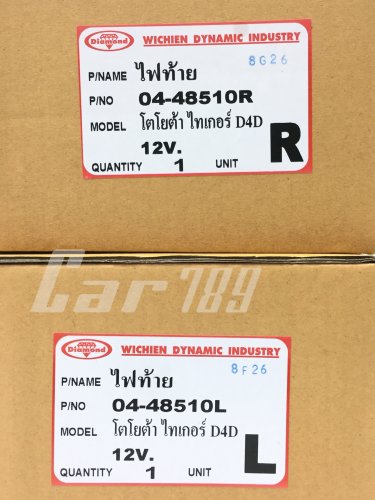 Diamond WICHIEN DYNAMIC INDUSTRY
8G26
P/NAME ไฟท้าย
P/NO 04-48510R
MODEL โตโยต้า ไทเกอร์ D4D
12V.
R
QUANTITY 1 UNIT
Car 789
Diamond WICHIEN DYNAMIC INDUSTRY
8F26
P/NAME ไฟท้าย
P/NO 04-48510L
MODEL โตโยต้า ไทเกอร์ D4D
12V.
L
QUANTITY 1 UNIT